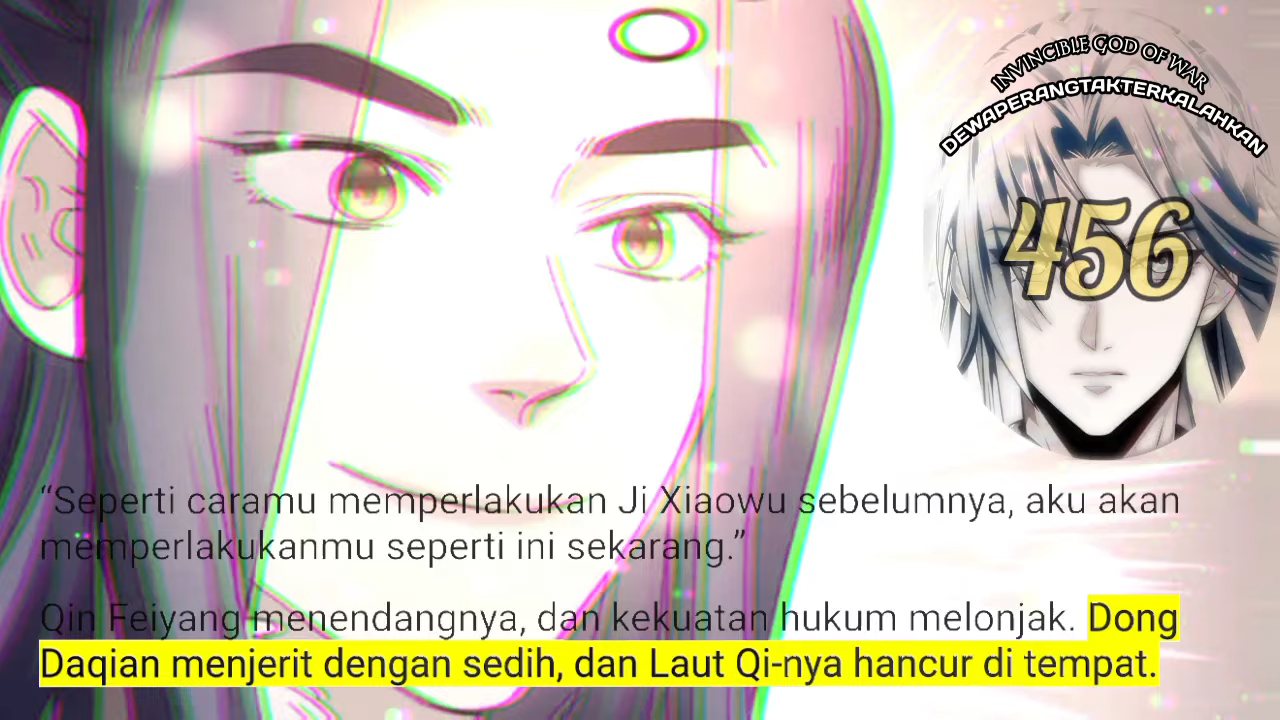 INVINCIBLE GOD OF WAR
DEWAPERANGTAKTERKALAHKAN
456
“Seperti caramu memperlakukan Ji Xiaowu sebelumnya, aku akan
memperlakukanmu seperti ini sekarang.”
Qin Feiyang menendangnya, dan kekuatan hukum melonjak. Dong
Daqian menjerit dengan sedih, dan Laut Qi-nya hancur di tempat.